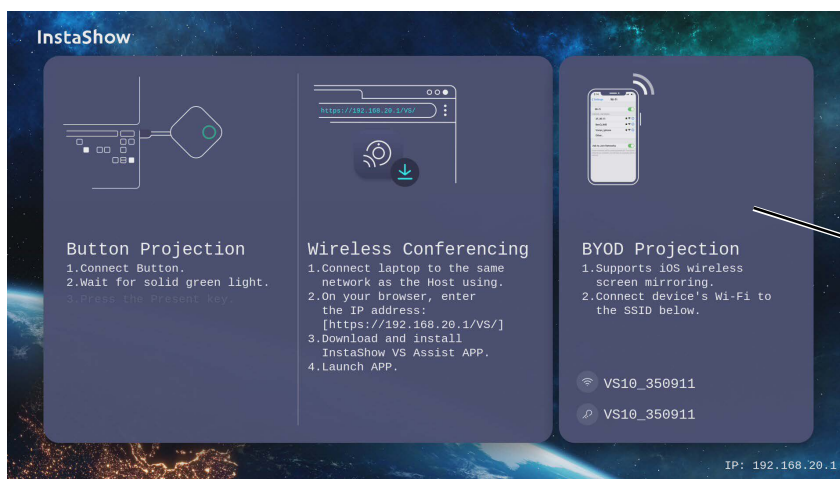 InstaShow
https://192.168.20.1/VS/
Button Projection
1.Connect Button.
2.Wait for solid green light.
3.Press the Present key.
Wireless Conferencing
1.Connect laptop to the same
network as the Host using.
2.On your browser, enter
the IP address:
[https://192.168.20.1/VS/]
3.Download and install
InstaShow VS Assist APP.
4.Launch APP.
BYOD Projection
1.Supports iOS wireless
screen mirroring.
2.Connect device's Wi-Fi to
the SSID below.
VS10_350911
VS10_350911
IP: 192.168.20.1